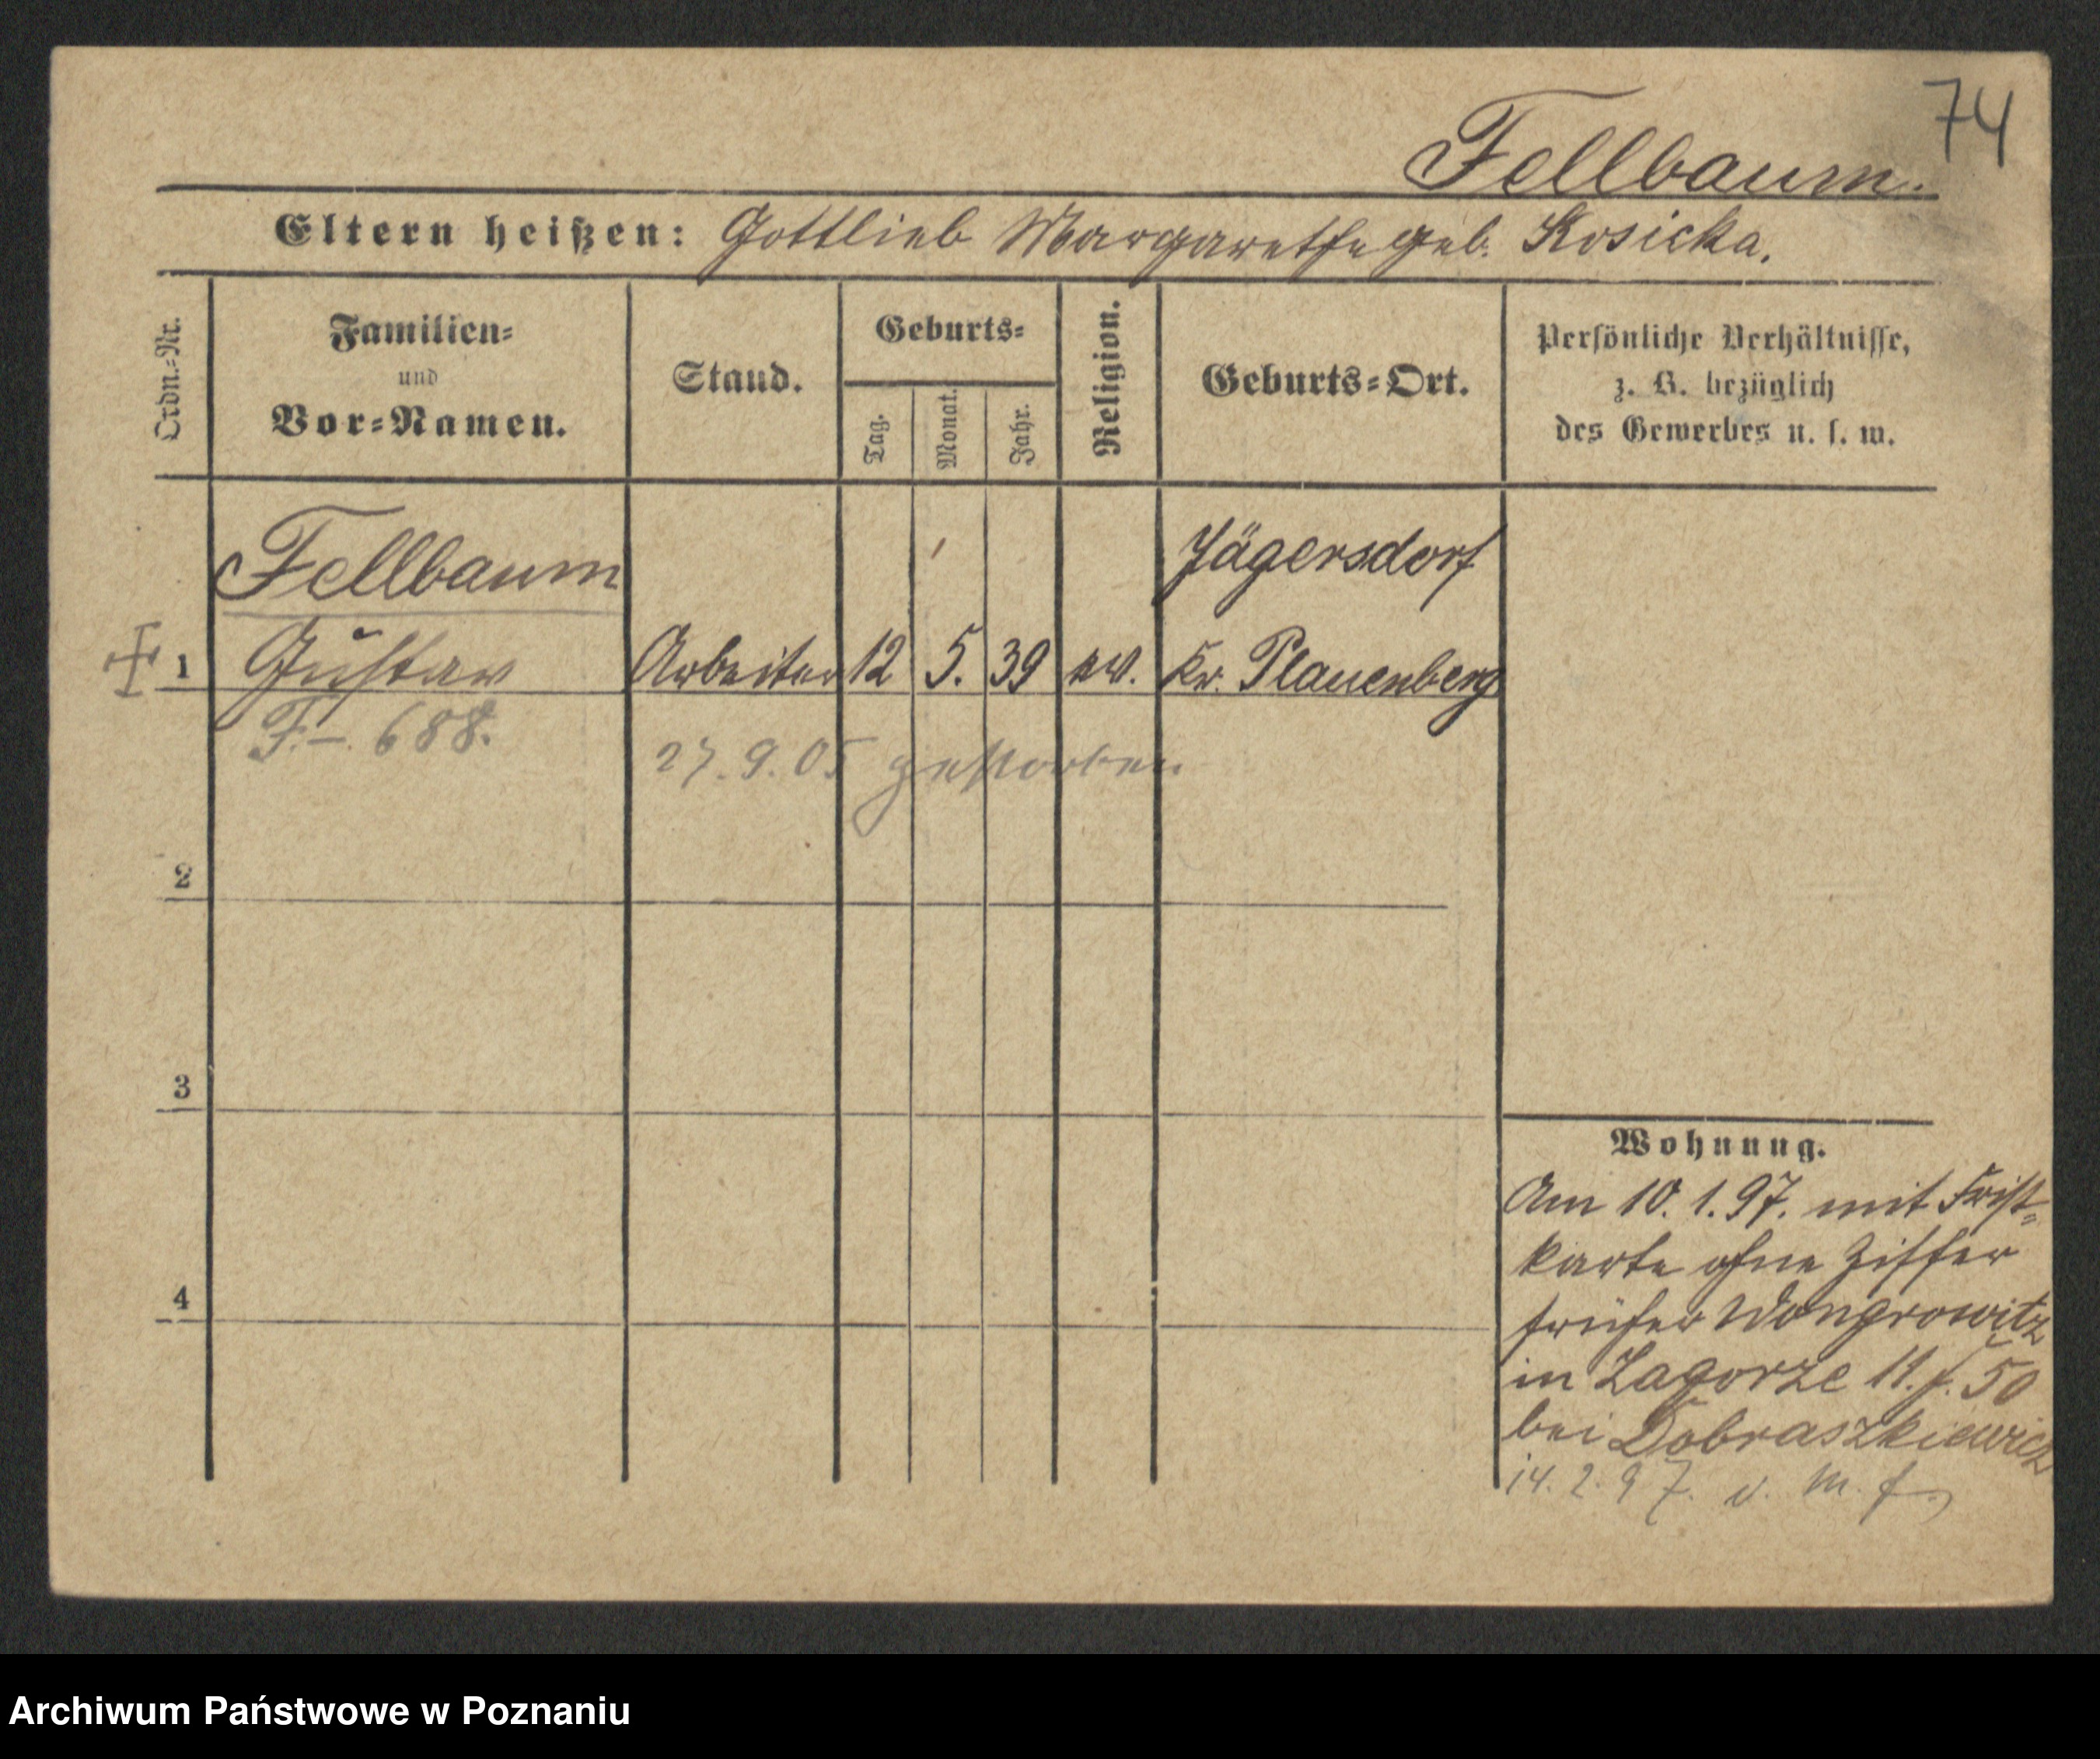 74
Fellbaum.
Eltern heißen: Gottlieb Margarethe geb. Kosicka.
Ordn.=Nr.
Familien=
und
Vor=Namen.
Stand.
Geburts=
Tag.
Monat.
Jahr.
Religion.
Geburts=Ort.
Persönliche Verhältnisse,
z. B. bezüglich
des Gewerbes u. s. w.
Fellbaum Jägersdorf
1 Gustav Arbeiter 12 5. 39 ev. Kr. Plauenberg
F.–. 688.
27.9.05 gestorben
2
3
4
Wohnung.
Am 10.1.97. mit Frist=
karte ohne Ziffer
früher Wongrowitz
in Zagorze 11. f. 50
bei Dobraszkiewicz
14.2.97. v. M. f.